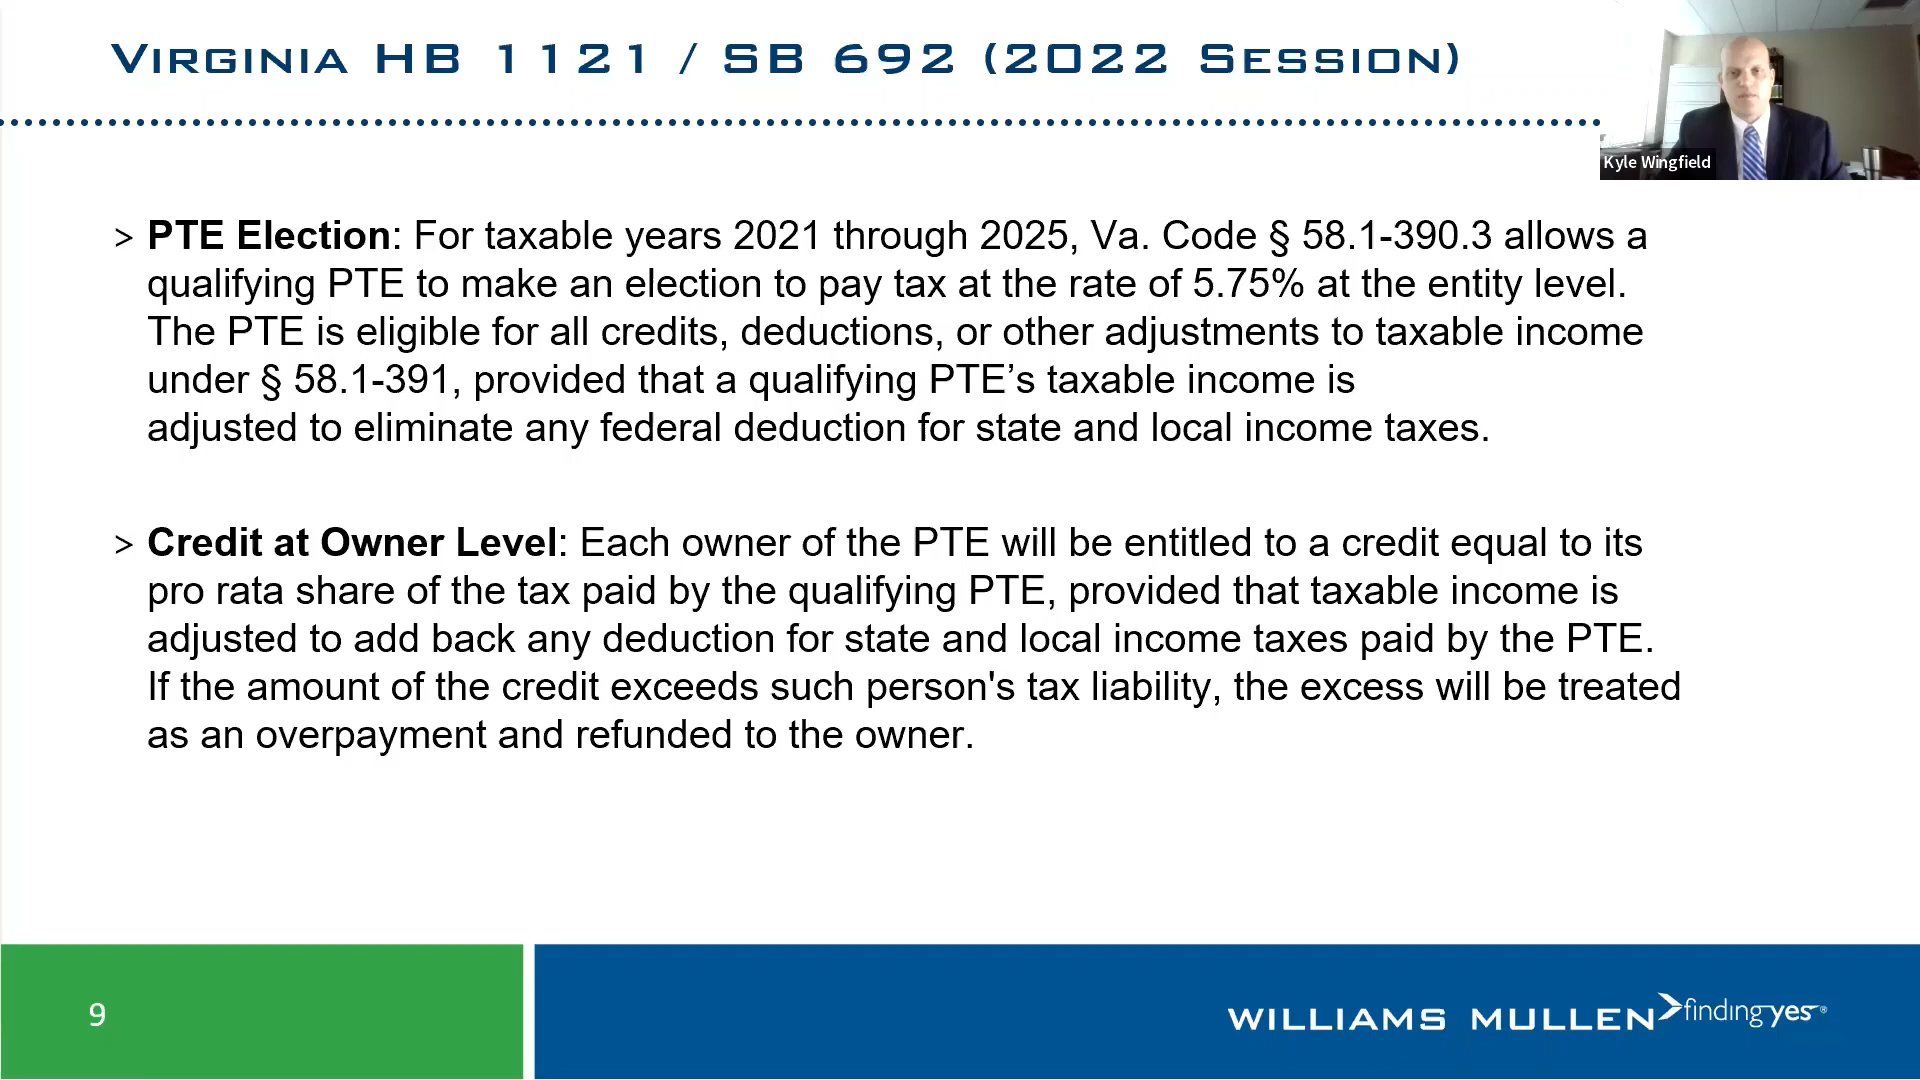 VIRGINIA HB 1121 / SB 692 (2022 SESSION)
Kyle Wingfield
> PTE Election: For taxable years 2021 through 2025, Va. Code § 58.1-390.3 allows a
qualifying PTE to make an election to pay tax at the rate of 5.75% at the entity level.
The PTE is eligible for all credits, deductions, or other adjustments to taxable income
under § 58.1-391, provided that a qualifying PTE’s taxable income is
adjusted to eliminate any federal deduction for state and local income taxes.
> Credit at Owner Level: Each owner of the PTE will be entitled to a credit equal to its
pro rata share of the tax paid by the qualifying PTE, provided that taxable income is
adjusted to add back any deduction for state and local income taxes paid by the PTE.
If the amount of the credit exceeds such person's tax liability, the excess will be treated
as an overpayment and refunded to the owner.
9
WILLIAMS MULLEN findingyes®